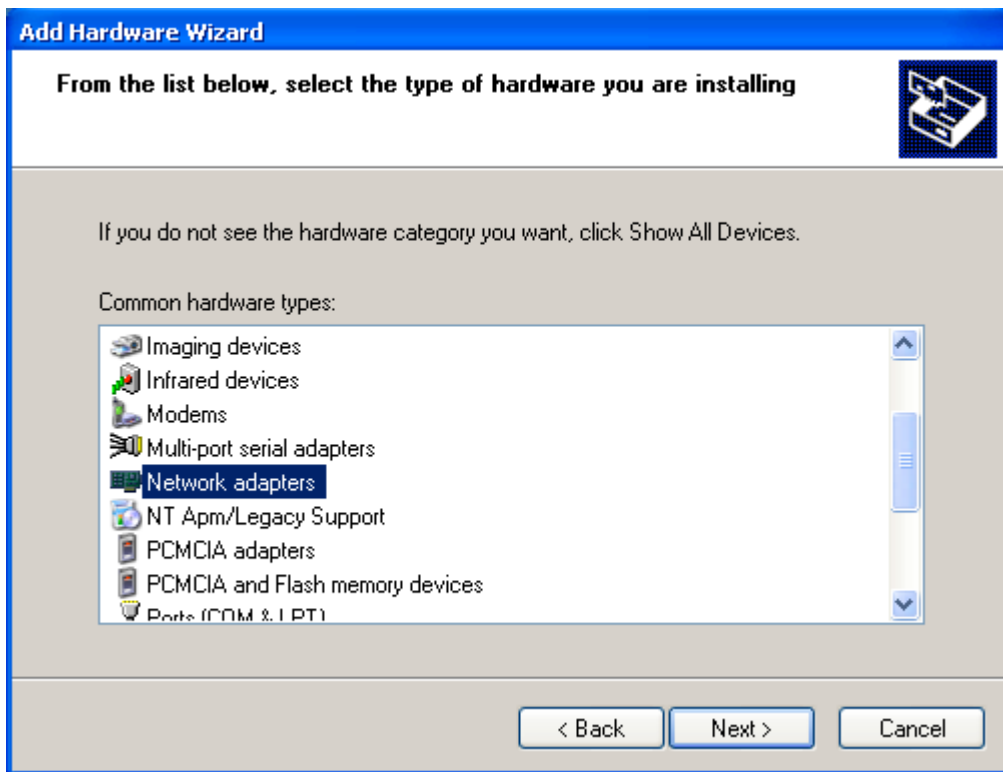 Add Hardware Wizard
From the list below, select the type of hardware you are installing
If you do not see the hardware category you want, click Show All Devices.
Common hardware types:
Imaging devices
Infrared devices
Modems
Multi-port serial adapters
Network adapters
NT Apm/Legacy Support
PCMCIA adapters
PCMCIA and Flash memory devices
Ports (COM & LPT)
< Back
Next >
Cancel